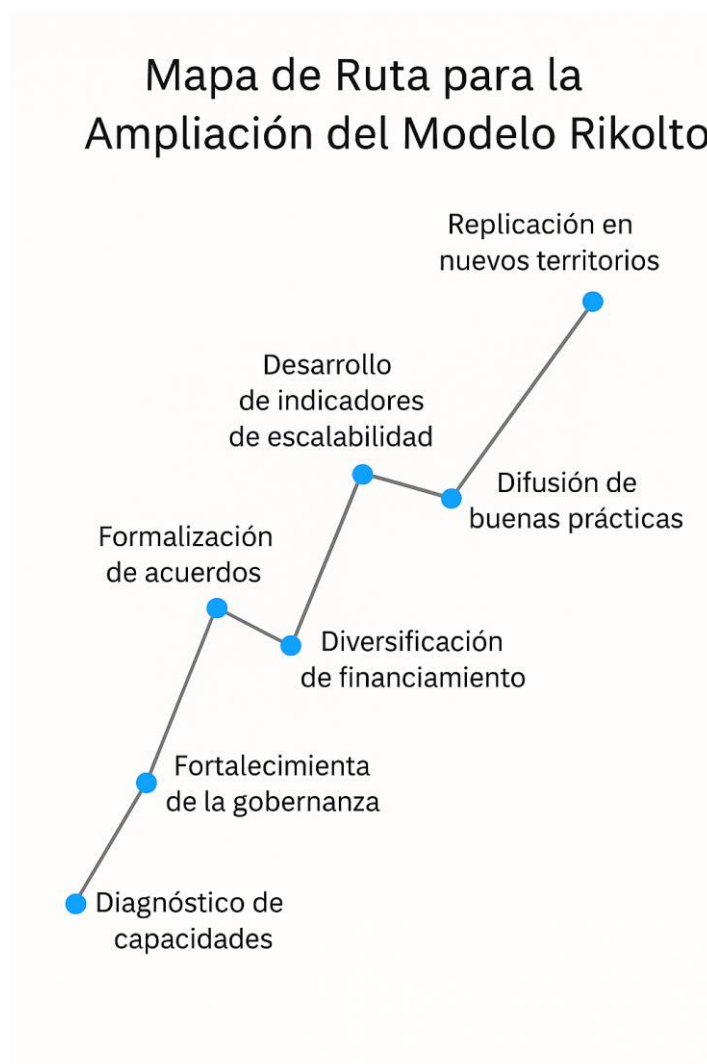 Mapa de Ruta para la
Ampliación del Modelo Rikolto
Replicación en
nuevos territorios
Desarrollo
de indicadores
de escalabilidad
Difusión de
buenas prácticas
Formalización
de acuerdos
Diversificación
de financiamiento
Fortalecimienta
de la gobernanza
Diagnóstico de
capacidades